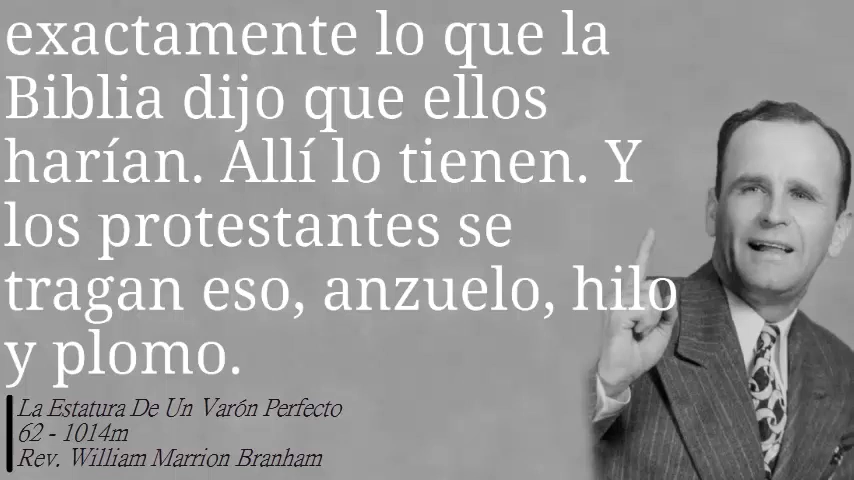 exactamente lo que la
Biblia dijo que ellos
harían. Allí lo tienen. Y
los protestantes se
tragan eso, anzuelo, hilo
y plomo.
La Estatura De Un Varón Perfecto
62 - 1014m
Rev. William Marrion Branham